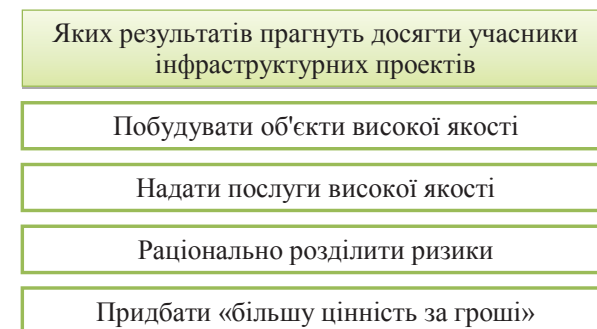 Яких результатів прагнуть досягти учасники
інфраструктурних проектів
Побудувати об'єкти високої якості
Надати послуги високої якості
Раціонально розділити ризики
Придбати «більшу цінність за гроші»